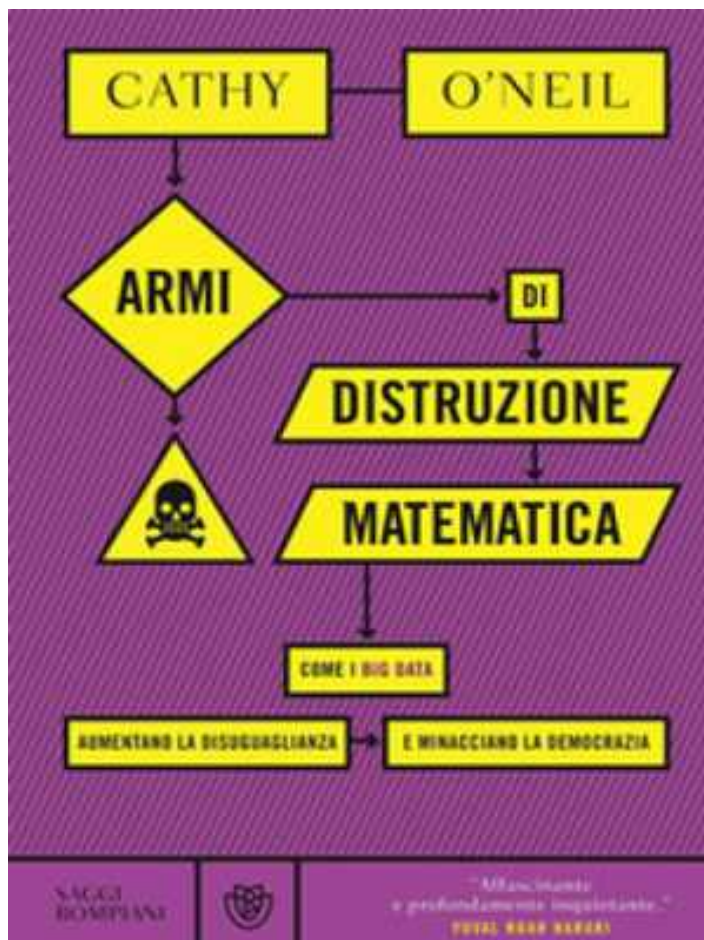 CATHY O'NEIL
ARMI
DI
DISTRUZIONE
MATEMATICA
COME I BIG DATA
AUMENTANO LA DISUGUAGLIANZA
E MINACCIANO LA DEMOCRAZIA
SAGGI
BOMPIANI
"Affascinante
e profondamente inquietante."
YUVAL NOAH HARARI